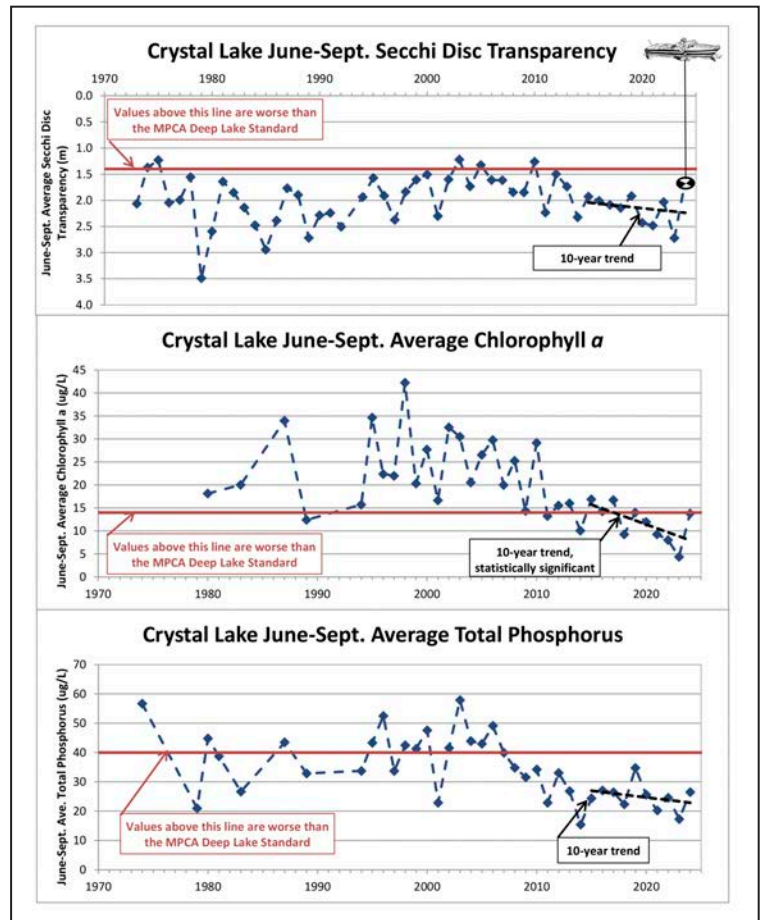 Crystal Lake June-Sept. Secchi Disc Transparency
1970 1980 1990 2000 2010 2020
0.0
0.5
1.0
1.5
2.0
2.5
3.0
3.5
4.0
June-Sept. Average Secchi Disc
Transparency (m)
Values above this line are worse than
the MPCA Deep Lake Standard
10-year trend
Crystal Lake June-Sept. Average Chlorophyll a
45
40
35
30
25
20
15
10
5
0
June-Sept. Average Chlorophyll a (ug/L)
Values above this line are worse than
the MPCA Deep Lake Standard
10-year trend,
statistically significant
1970 1980 1990 2000 2010 2020
Crystal Lake June-Sept. Average Total Phosphorus
70
60
50
40
30
20
10
0
June-Sept. Ave. Total Phosphorus (ug/L)
Values above this line are worse than
the MPCA Deep Lake Standard
10-year trend
1970 1980 1990 2000 2010 2020